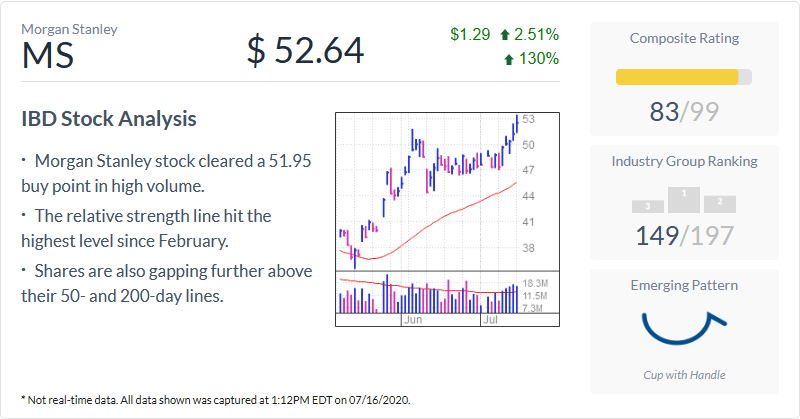 Morgan Stanley
MS
$ 52.64
$1.29 2.51%
130%
IBD Stock Analysis
· Morgan Stanley stock cleared a 51.95
buy point in high volume.
· The relative strength line hit the
highest level since February.
· Shares are also gapping further above
their 50- and 200-day lines.
53
50
47
44
41
38
18.3M
11.5M
7.3M
Jun
Jul
Composite Rating
83/99
Industry Group Ranking
3 1 2
149/197
Emerging Pattern
Cup with Handle
* Not real-time data. All data shown was captured at 1:12PM EDT on 07/16/2020.